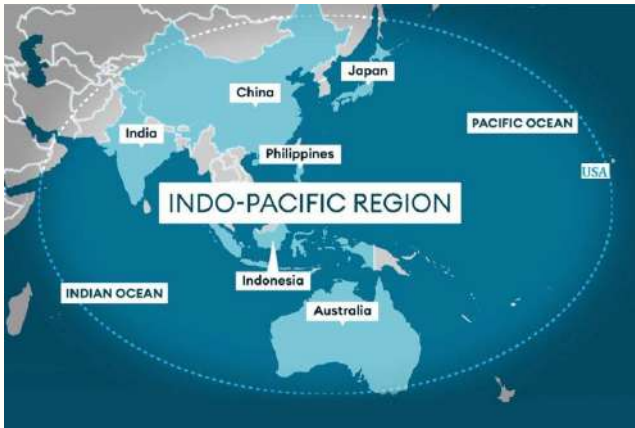 Japan
China
PACIFIC OCEAN
India
Philippines
USA
INDO-PACIFIC REGION
Indonesia
INDIAN OCEAN
Australia